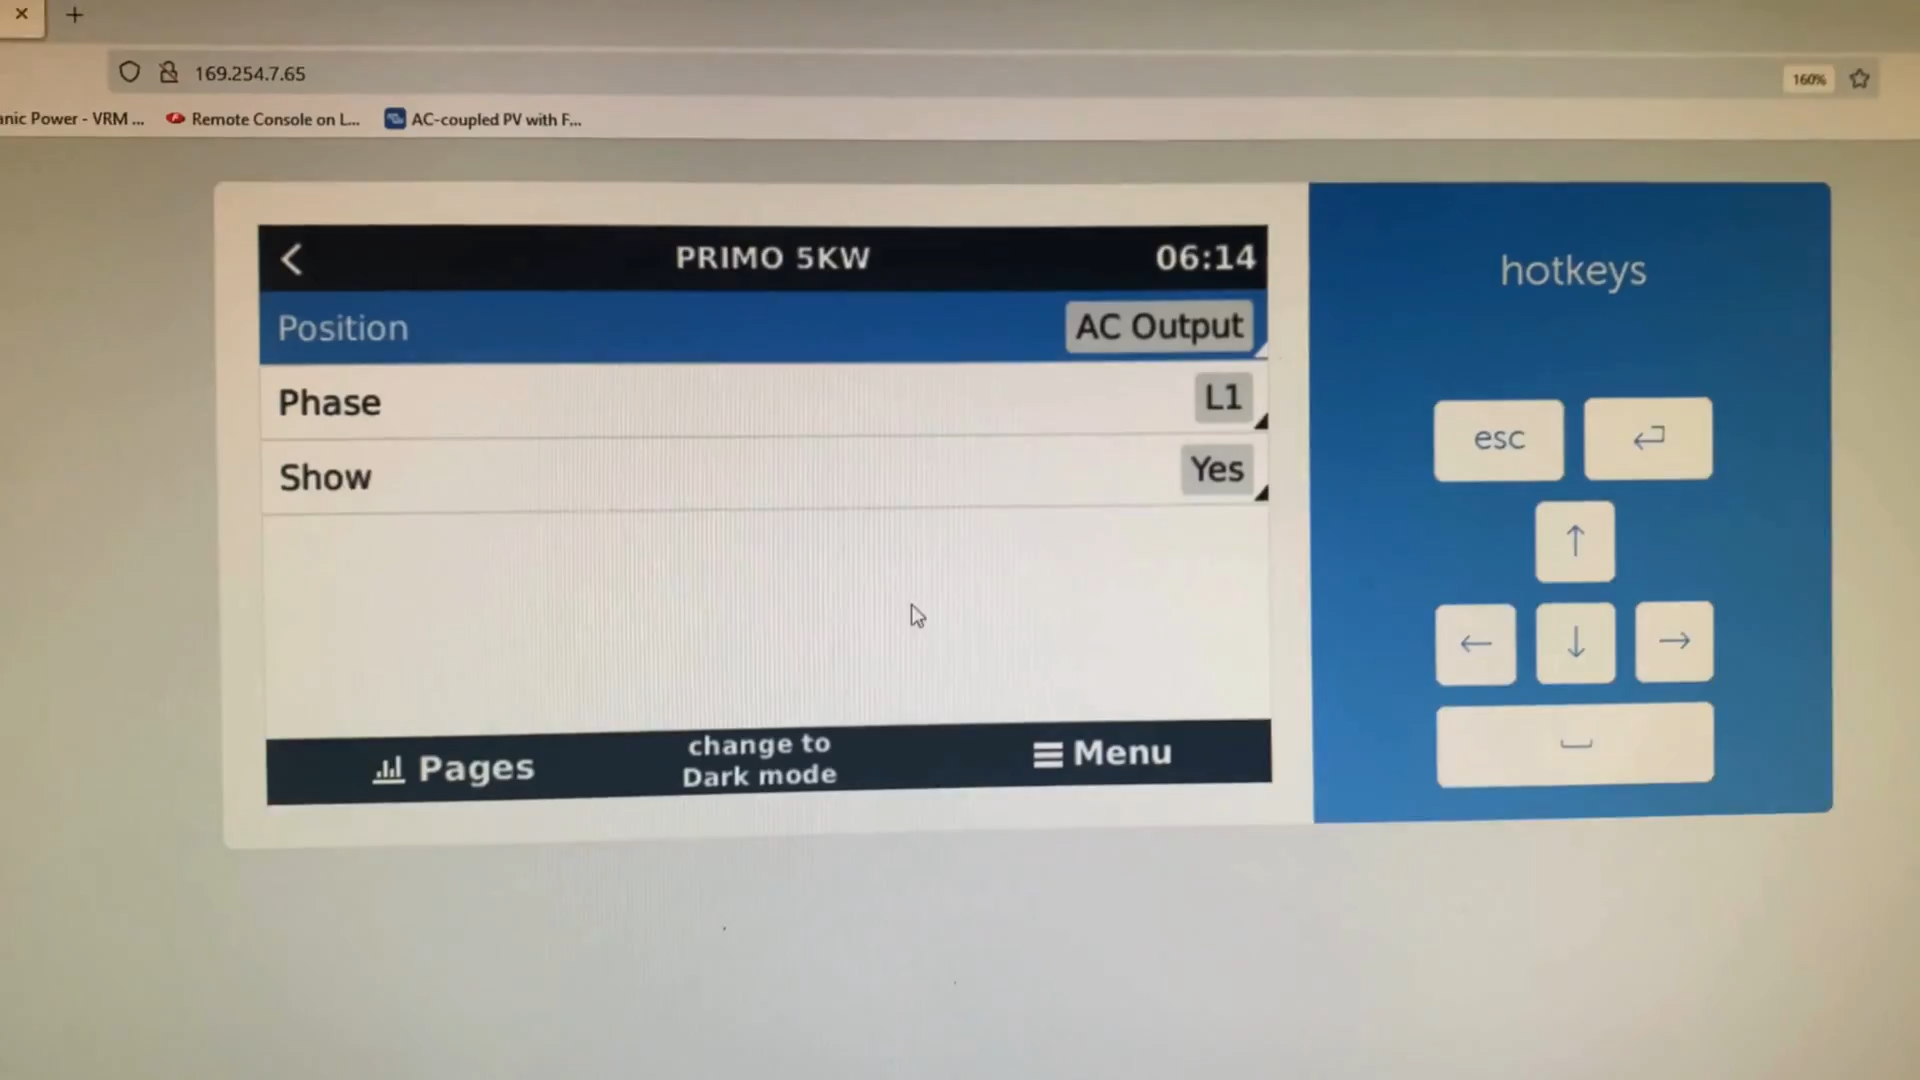 169.254.7.65
160%
anic Power - VRM ...
Remote Console on L...
AC-coupled PV with F...
PRIMO 5KW
06:14
Position
AC Output
Phase
L1
Show
Yes
Pages
change to
Dark mode
Menu
hotkeys
esc